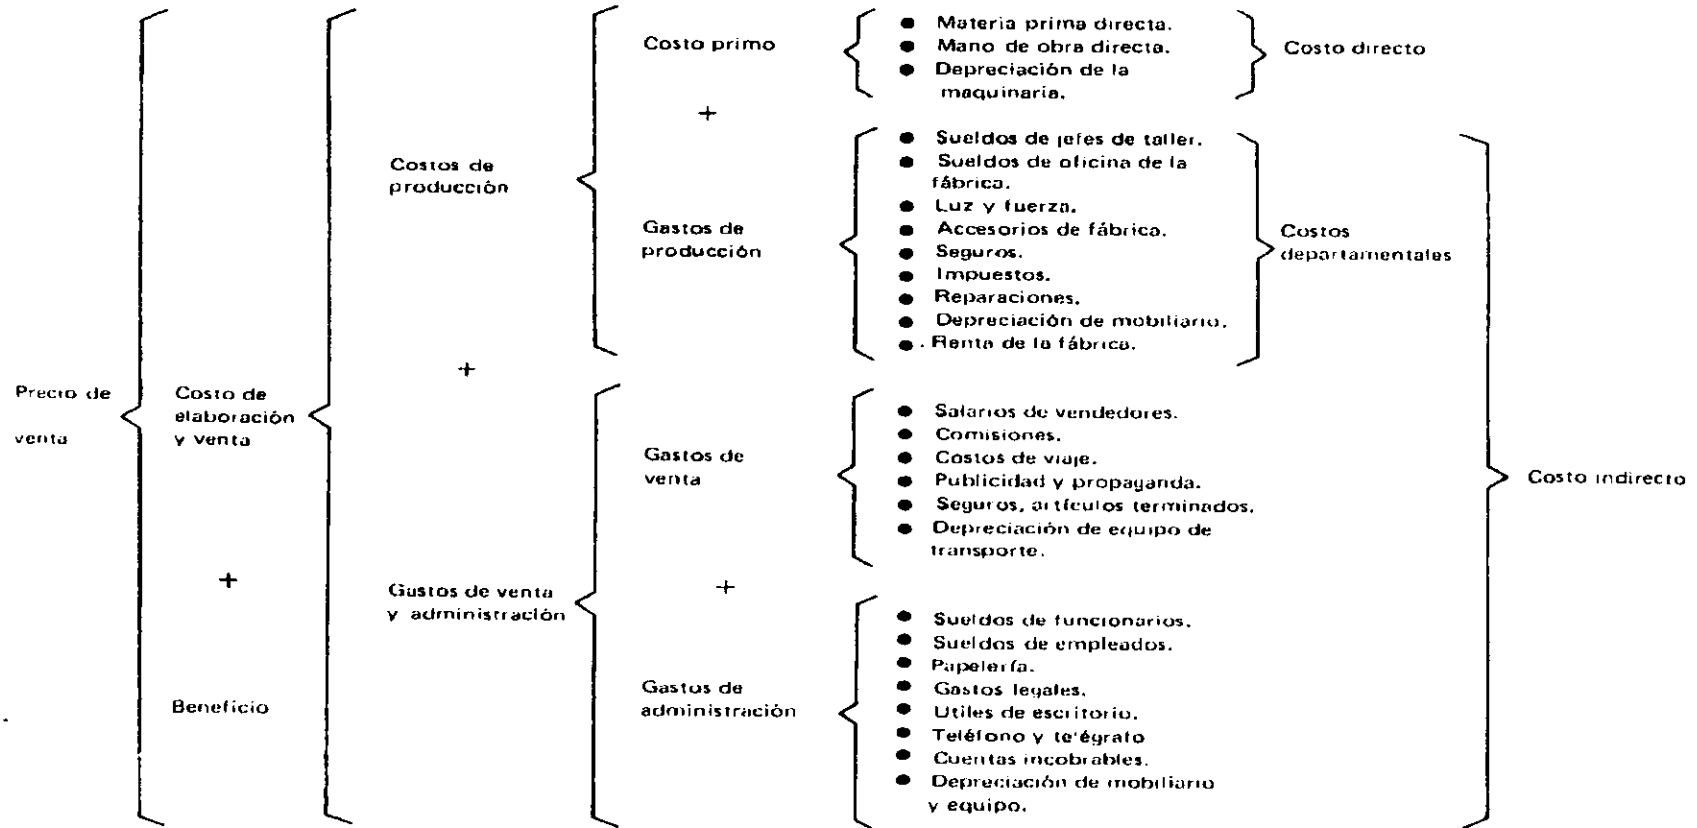 Precio de
venta
Costo de
elaboración
y venta
+
Beneficio
Costos de
producción
+
Gastos de venta
y administración
Costo primo
+
Gastos de
producción
Gastos de
venta
+
Gastos de
administración
● Materia prima directa.
● Mano de obra directa.
● Depreciación de la
maquinaria.
● Sueldos de jefes de taller.
● Sueldos de oficina de la
fábrica.
● Luz y fuerza.
● Accesorios de fábrica.
● Seguros.
● Impuestos.
● Reparaciones.
● Depreciación de mobiliario.
● . Renta de la fábrica.
● Salarios de vendedores.
● Comisiones.
● Costos de viaje.
● Publicidad y propaganda.
● Seguros, artículos terminados.
● Depreciación de equipo de
transporte.
● Sueldos de funcionarios.
● Sueldos de empleados.
● Papelería.
● Gastos legales.
● Utiles de escritorio.
● Teléfono y te'égrafo
● Cuentas incobrables.
● Depreciación de mobiliario
y equipo.
Costo directo
Costos
departamentales
Costo indirecto